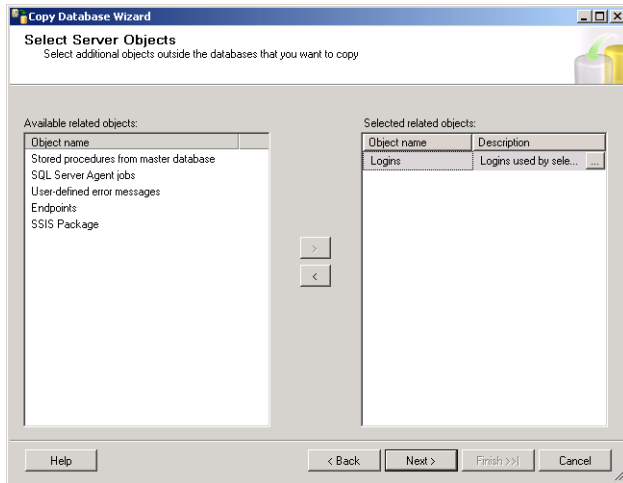 Copy Database Wizard
Select Server Objects
Select additional objects outside the databases that you want to copy
Available related objects:
Object name
Stored procedures from master database
SQL Server Agent jobs
User-defined error messages
Endpoints
SSIS Package
>
<
Selected related objects:
Object name Description
Logins Logins used by sele... ...
Help < Back Next > Finish >>| Cancel